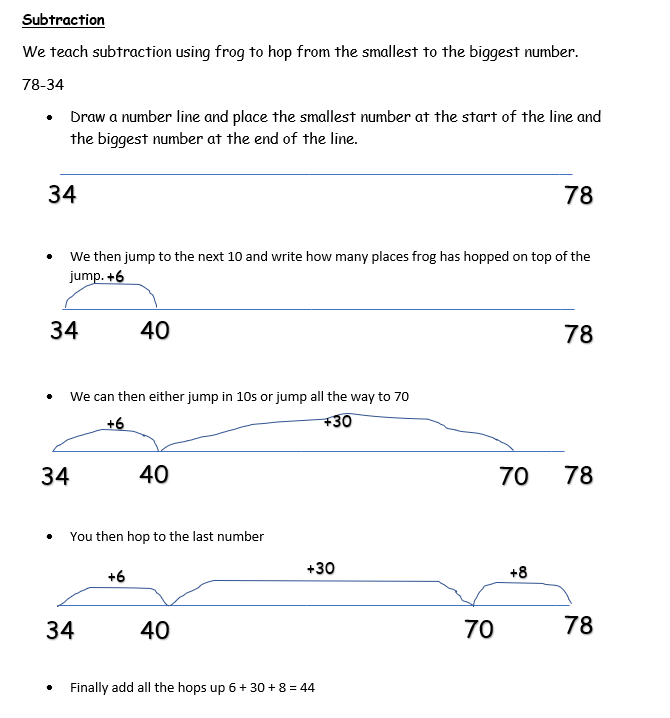 Subtraction
We teach subtraction using frog to hop from the smallest to the biggest number.
78-34
• Draw a number line and place the smallest number at the start of the line and
the biggest number at the end of the line.
34 78
• We then jump to the next 10 and write how many places frog has hopped on top of the
jump. +6
34 40 78
• We can then either jump in 10s or jump all the way to 70
+6 +30
34 40 70 78
• You then hop to the last number
+6 +30 +8
34 40 70 78
• Finally add all the hops up 6 + 30 + 8 = 44